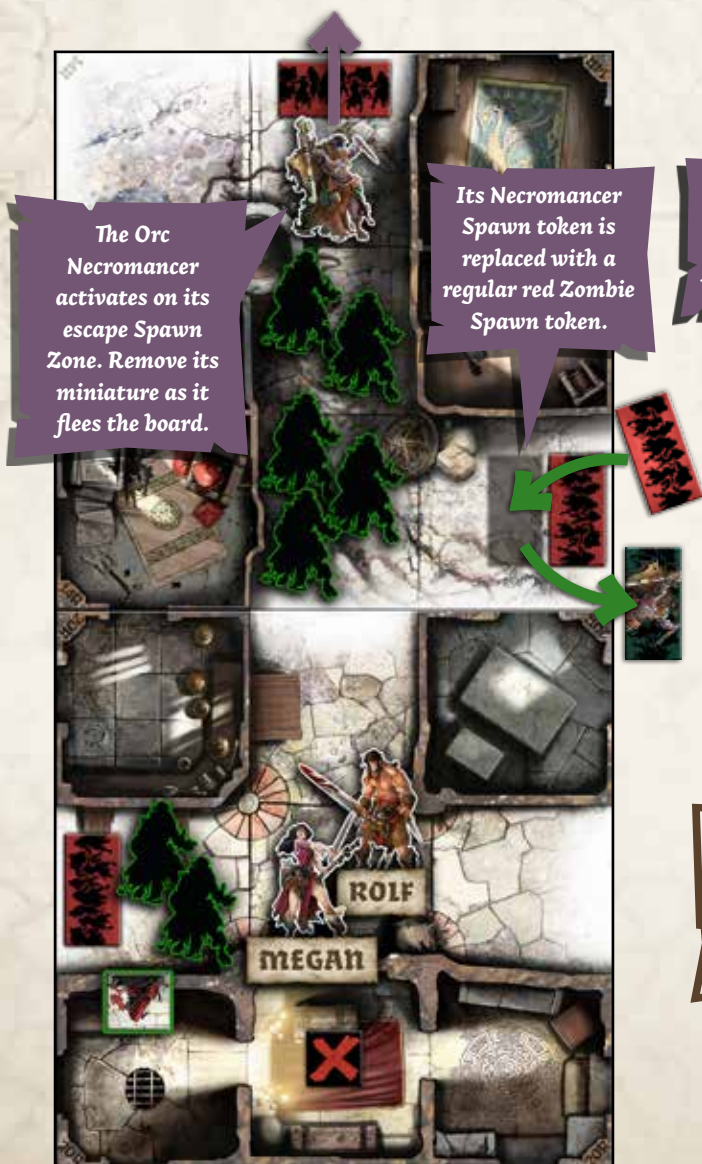 The Orc
Necromancer
activates on its
escape Spawn
Zone. Remove its
miniature as it
flees the board.
Its Necromancer
Spawn token is
replaced with a
regular red Zombie
Spawn token.
ROLF
MEGAN